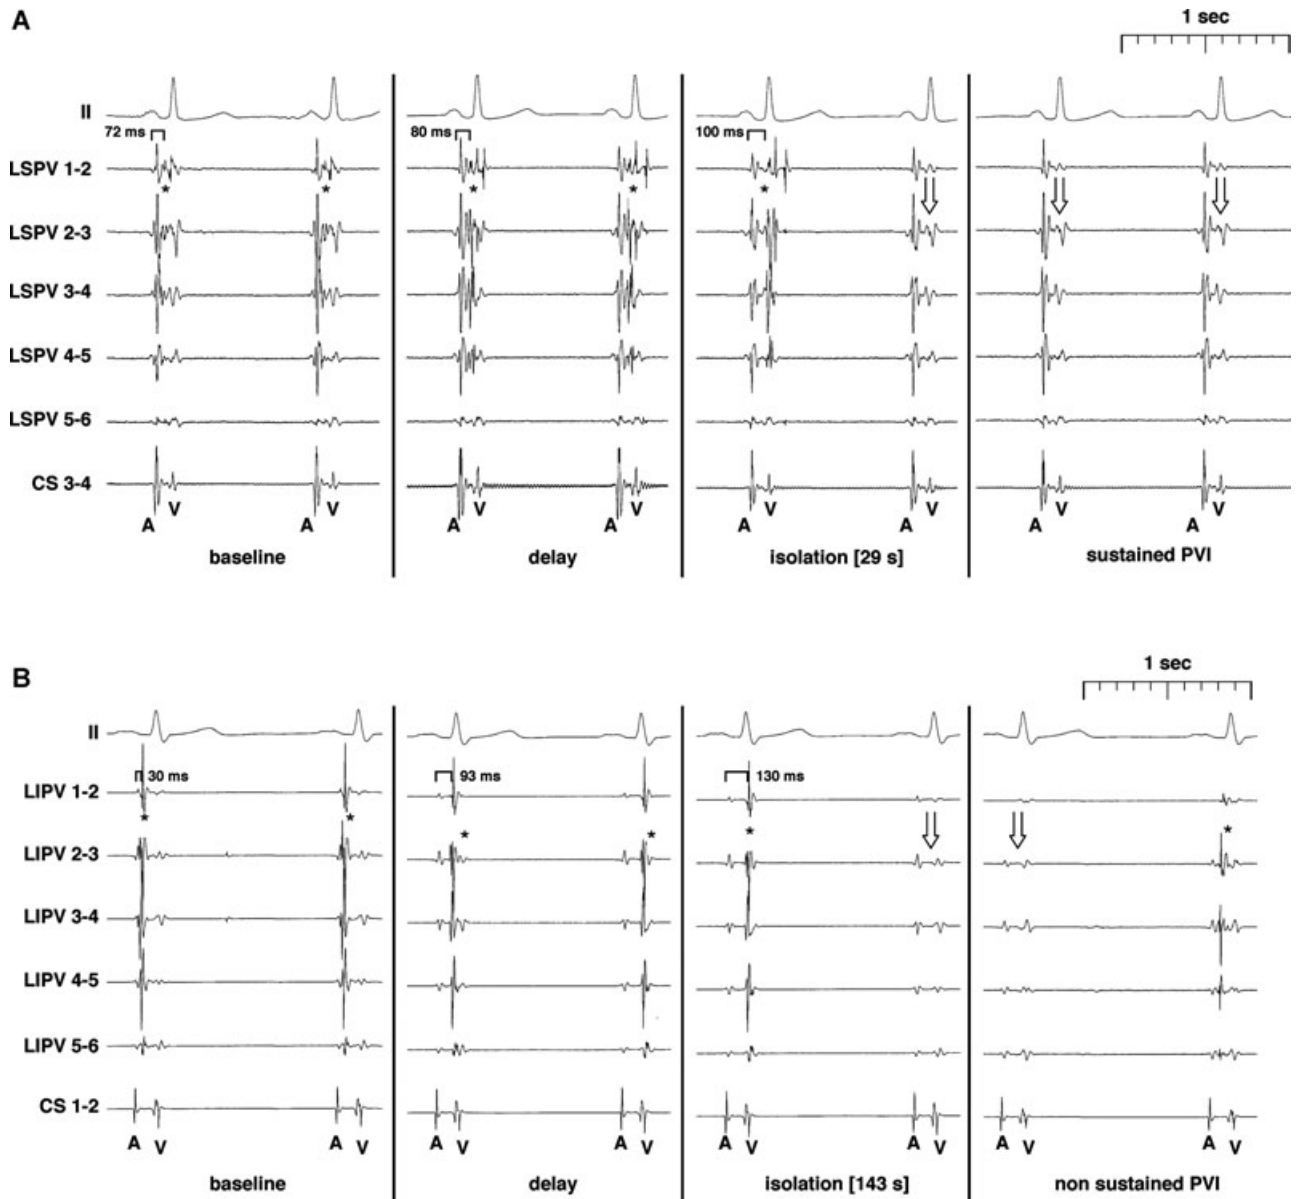 A
1 sec
II
72 ms
80 ms
100 ms
LSPV 1-2
* * * * *
LSPV 2-3
LSPV 3-4
LSPV 4-5
LSPV 5-6
CS 3-4
A V A V A V A V A V A V A V A V
baseline delay isolation [29 s] sustained PVI
B
1 sec
II
30 ms 93 ms 130 ms
LIPV 1-2
* * * * * *
LIPV 2-3
LIPV 3-4
LIPV 4-5
LIPV 5-6
CS 1-2
A V A V A V A V A V A V A V A V
baseline delay isolation [143 s] non sustained PVI